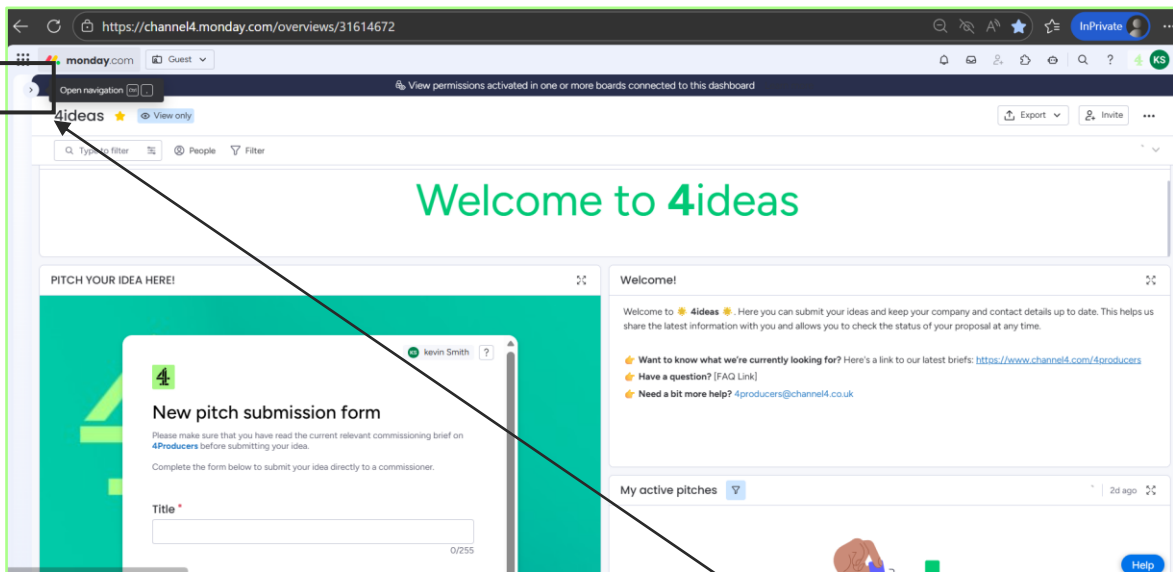 https://channel4.monday.com/overviews/31614672
InPrivate
monday.com
Guest
KS
Open navigation Ctrl .
View permissions activated in one or more boards connected to this dashboard
4ideas
View only
Export
Invite
Type to filter
People
Filter
Welcome to 4ideas
PITCH YOUR IDEA HERE!
KS kevin Smith ?
4
New pitch submission form
Please make sure that you have read the current relevant commissioning brief on
4Producers before submitting your idea.
Complete the form below to submit your idea directly to a commissioner.
Title *
0/255
Welcome!
Welcome to 4ideas . Here you can submit your ideas and keep your company and contact details up to date. This helps us
share the latest information with you and allows you to check the status of your proposal at any time.
Want to know what we're currently looking for? Here's a link to our latest briefs: https://www.channel4.com/4producers
Have a question? [FAQ Link]
Need a bit more help? 4producers@channel4.co.uk
My active pitches
2d ago
Help